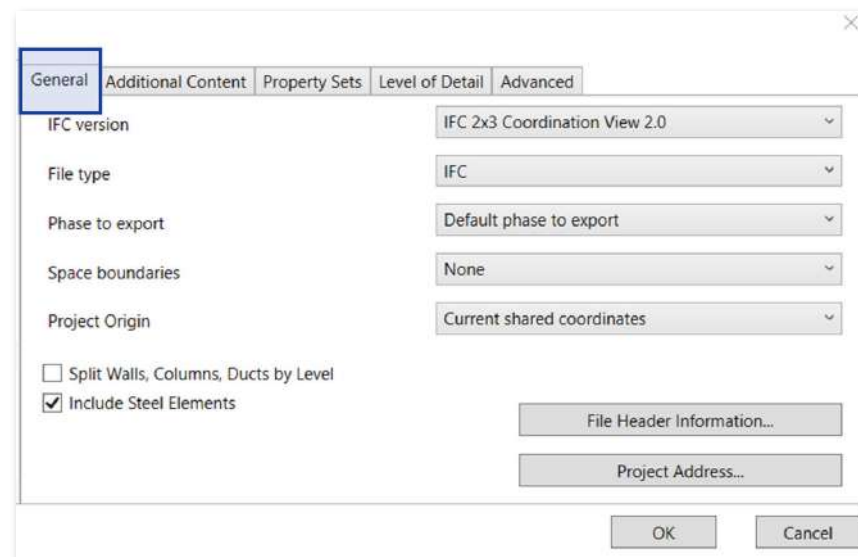 General Additional Content Property Sets Level of Detail Advanced
IFC version IFC 2x3 Coordination View 2.0
File type IFC
Phase to export Default phase to export
Space boundaries None
Project Origin Current shared coordinates
Split Walls, Columns, Ducts by Level
Include Steel Elements
File Header Information...
Project Address...
OK Cancel